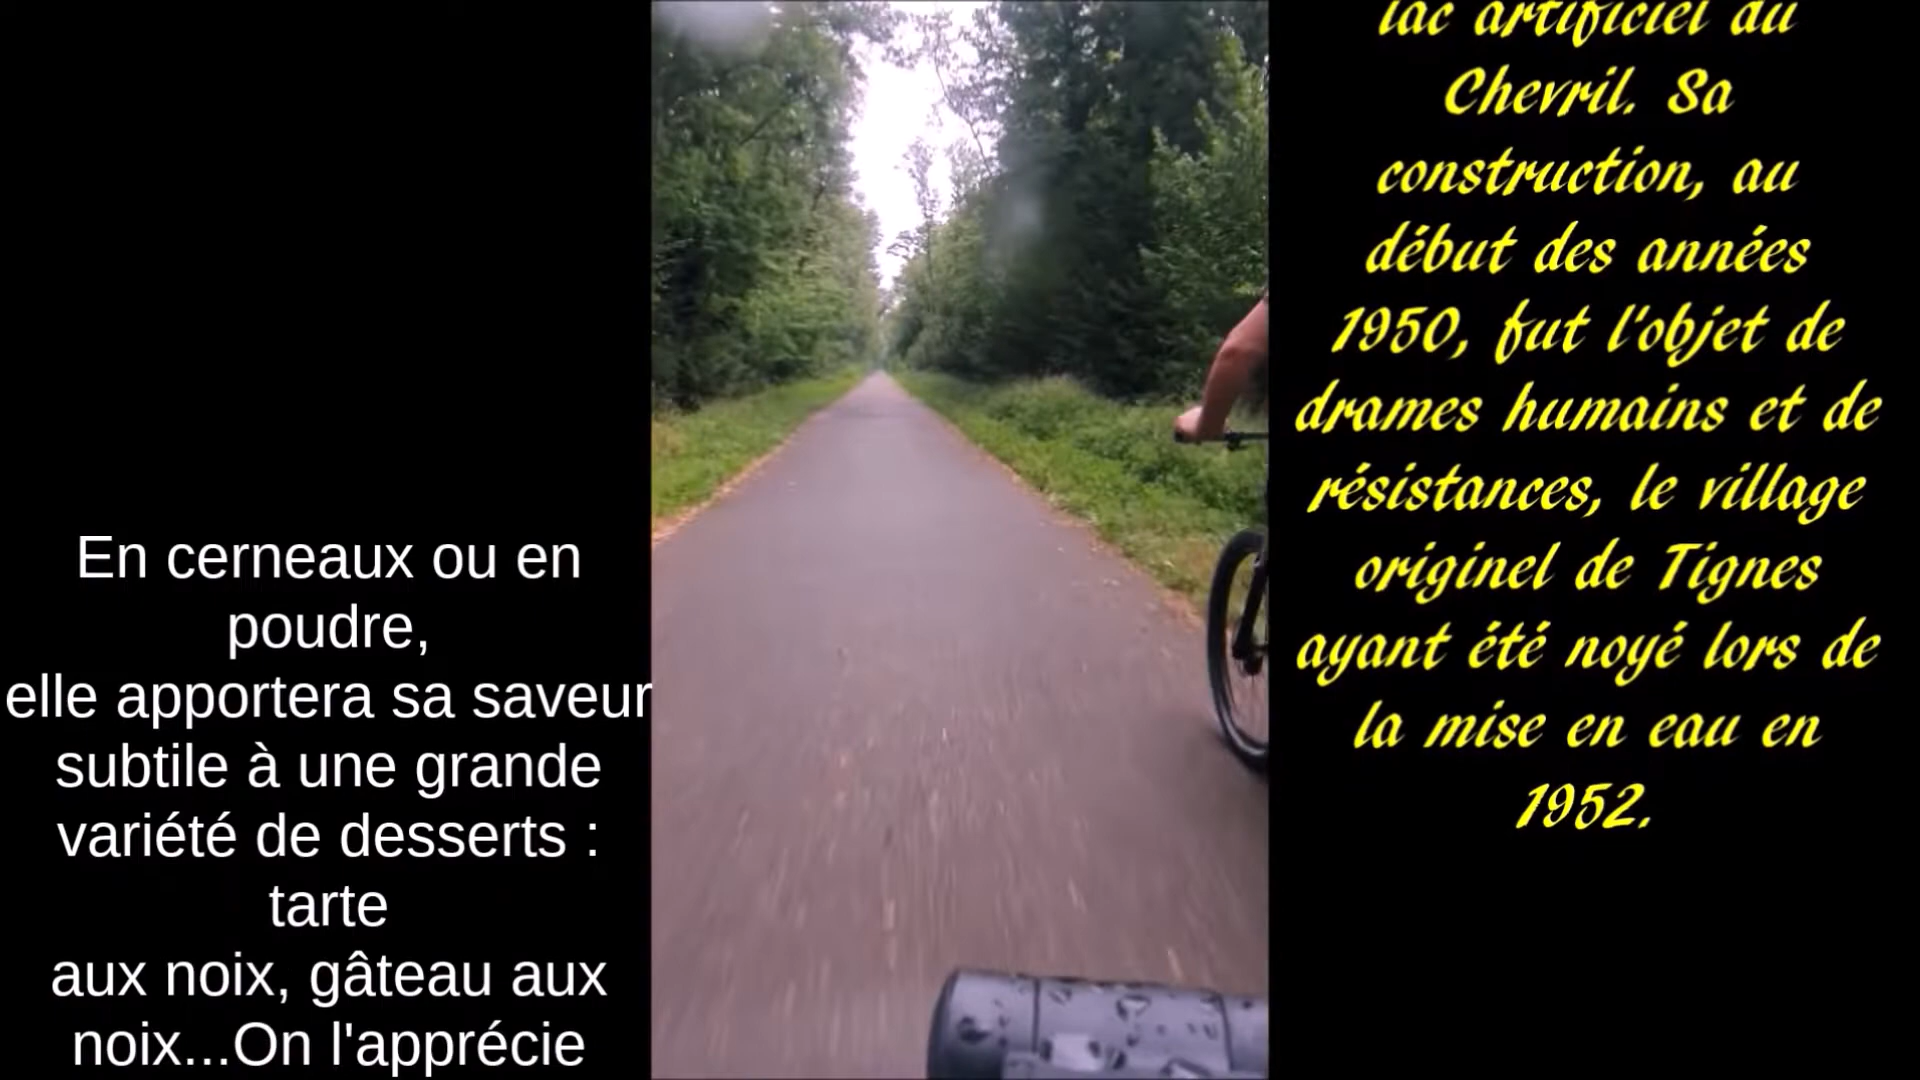 En cerneaux ou en
poudre,
elle apportera sa saveur
subtile à une grande
variété de desserts :
tarte
aux noix, gâteau aux
noix...On l'apprécie
lac artificiel du
Chevril. Sa
construction, au
début des années
1950, fut l'objet de
drames humains et de
résistances, le village
originel de Tignes
ayant été noyé lors de
la mise en eau en
1952.